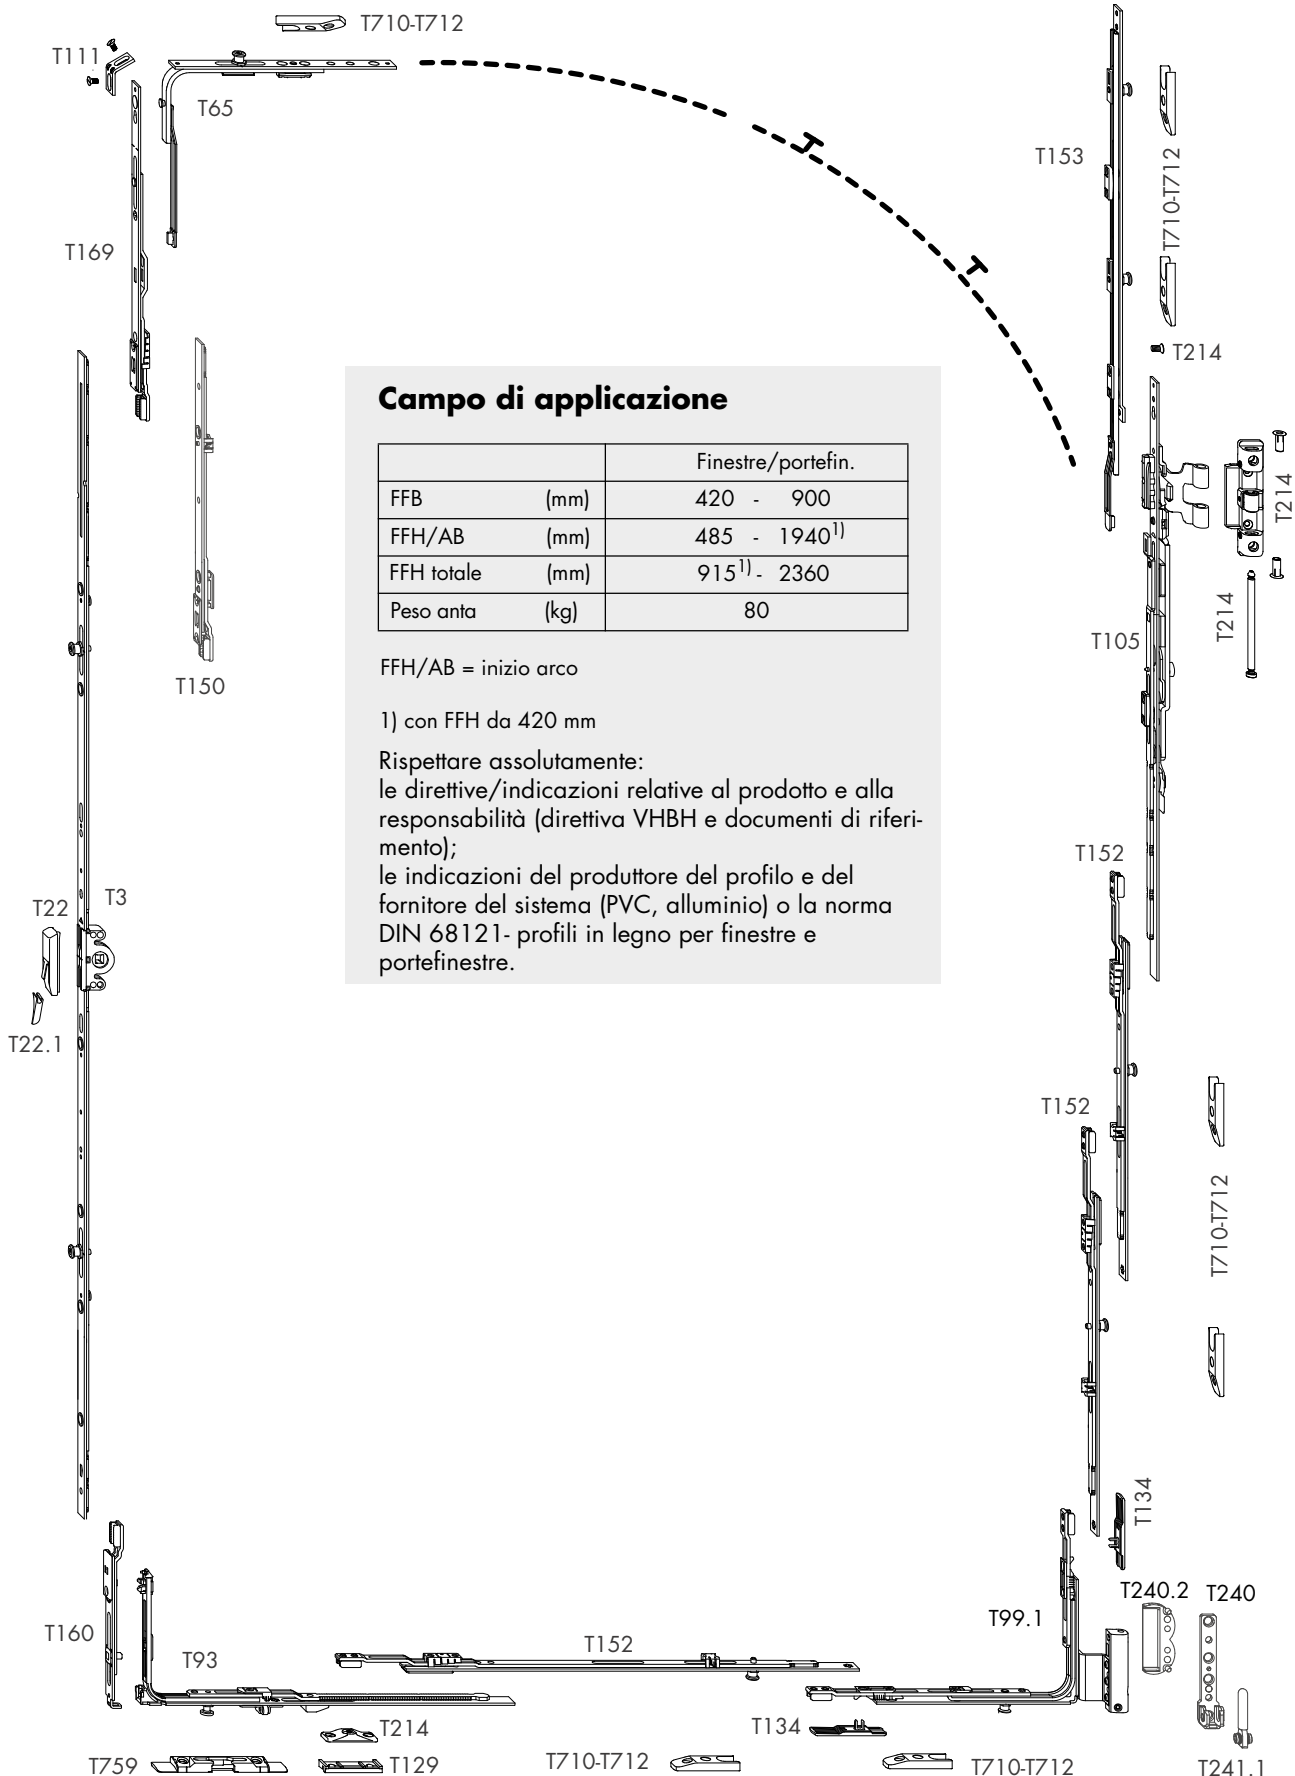 T710-T712
T111
T65
T153
T710-T712
T169
T214
Campo di applicazione
Finestre/portefin.
FFB (mm) 420 - 900
FFH/AB (mm) 485 - 1940 1)
FFH totale (mm) 915 1) - 2360
Peso anta (kg) 80
FFH/AB = inizio arco
1) con FFH da 420 mm
Rispettare assolutamente:
le direttive/indicazioni relative al prodotto e alla
responsabilità (direttiva VHBH e documenti di riferi-
mento);
le indicazioni del produttore del profilo e del
fornitore del sistema (PVC, alluminio) o la norma
DIN 68121- profili in legno per finestre e
portefinestre.
T214
T214
T105
T150
T152
T3
T22
T22.1
T152
T710-T712
T134
T240.2
T240
T99.1
T160
T152
T93
T214
T134
T759
T129
T710-T712
T710-T712
T241.1